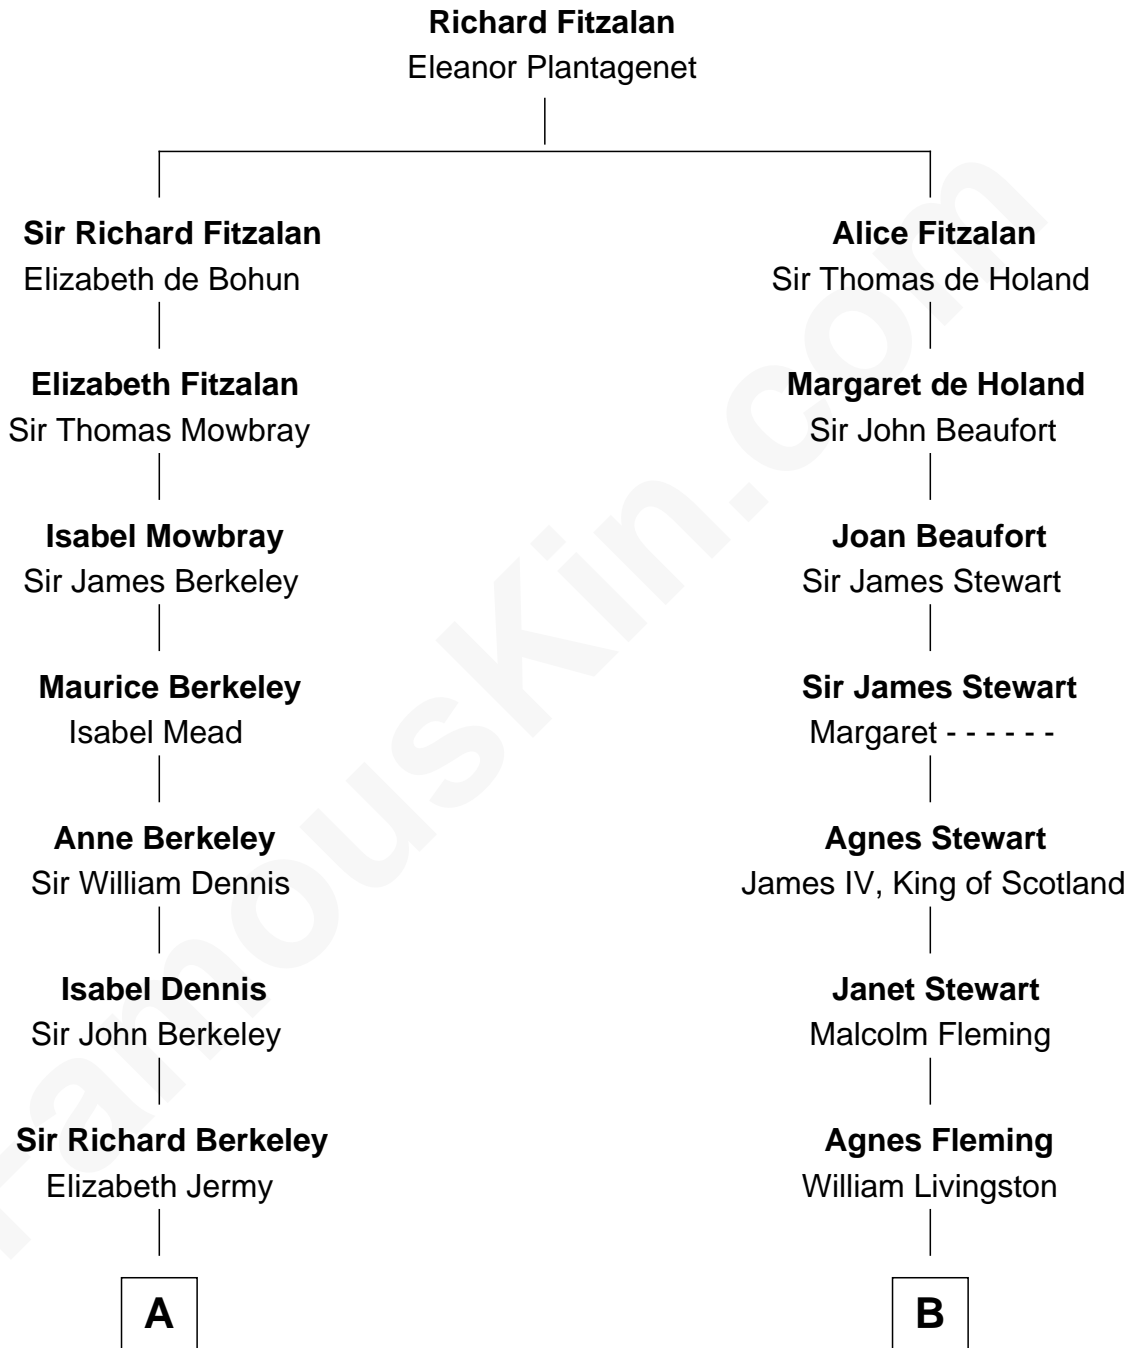 Richard Fitzalan
Eleanor Plantagenet
Sir Richard Fitzalan
Elizabeth de Bohun
Elizabeth Fitzalan
Sir Thomas Mowbray
Isabel Mowbray
Sir James Berkeley
Maurice Berkeley
Isabel Mead
Anne Berkeley
Sir William Dennis
Isabel Dennis
Sir John Berkeley
Sir Richard Berkeley
Elizabeth Jermy
A
Alice Fitzalan
Sir Thomas de Holand
Margaret de Holand
Sir John Beaufort
Joan Beaufort
Sir James Stewart
Sir James Stewart
Margaret - - - - - -
Agnes Stewart
James IV, King of Scotland
Janet Stewart
Malcolm Fleming
Agnes Fleming
William Livingston
B
FamousKin.com